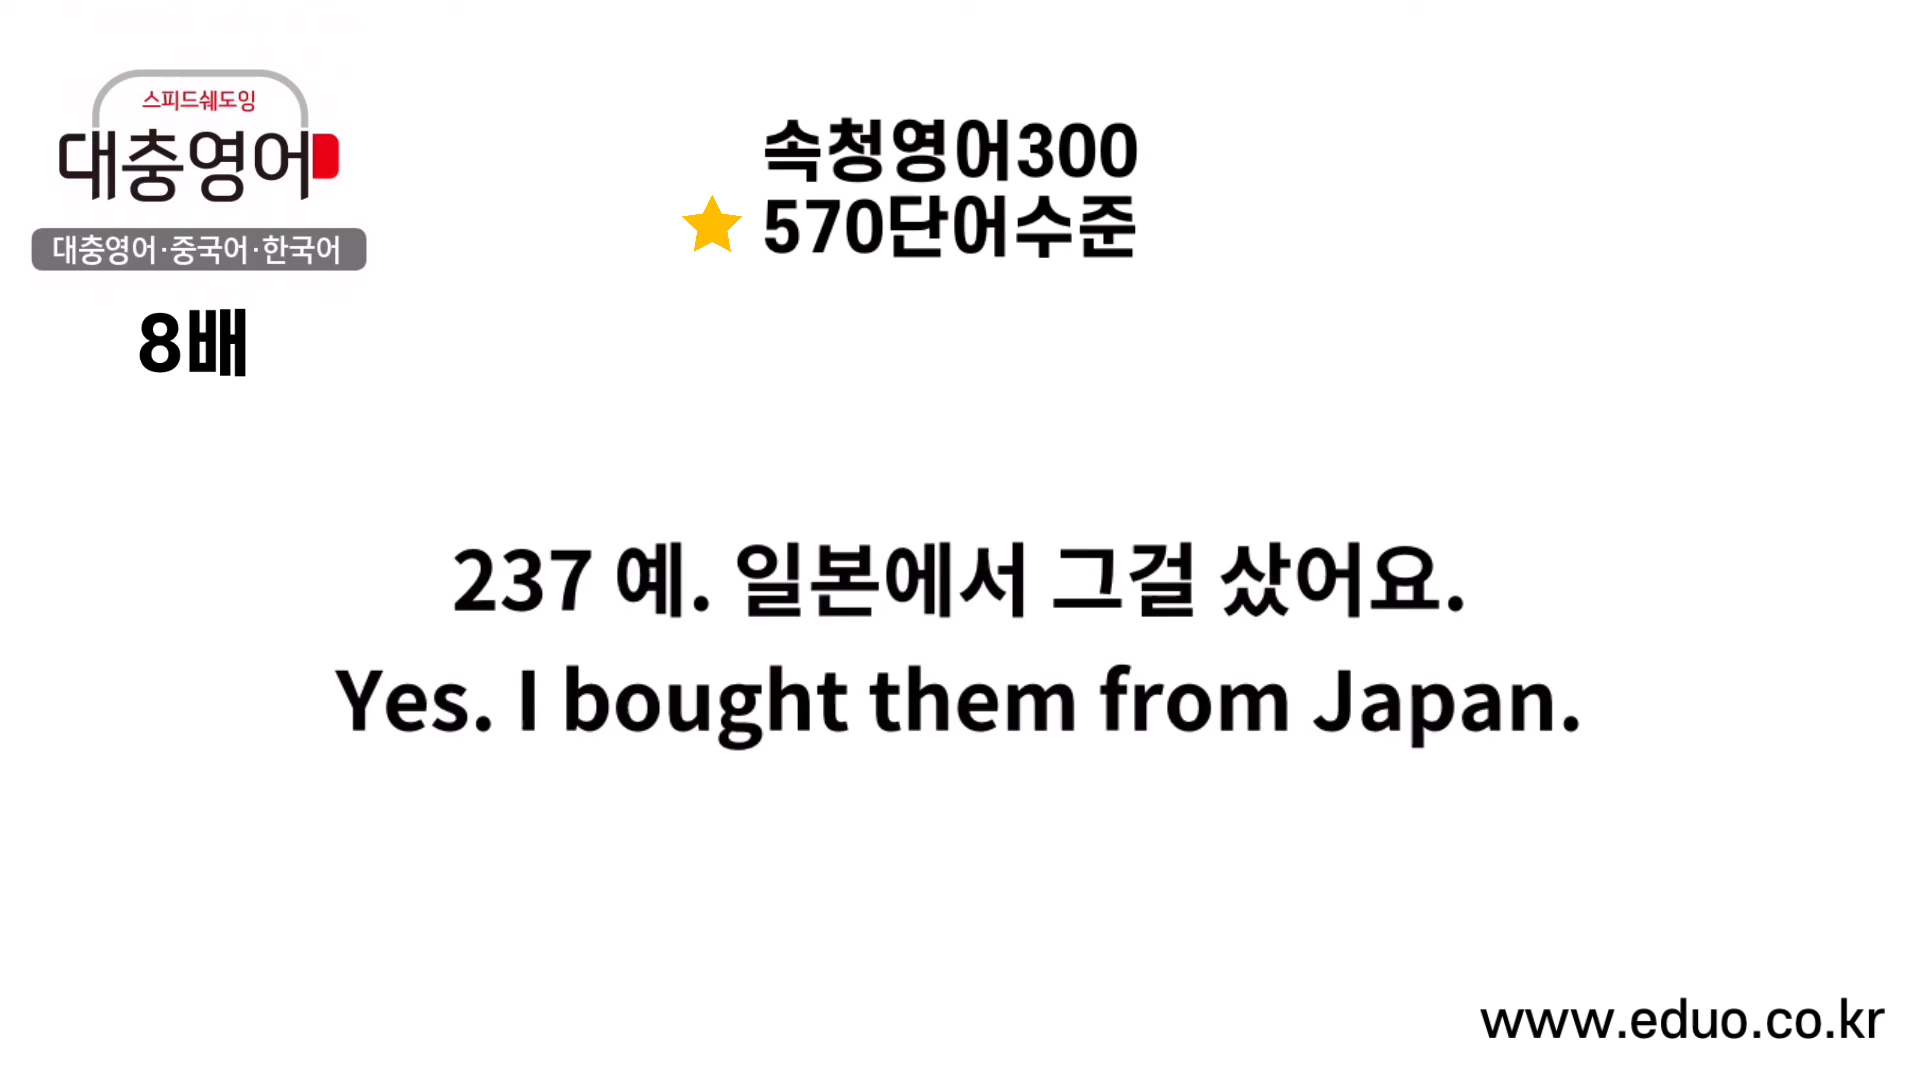 스피드쉐도잉
대충영어
대충영어·중국어·한국어
8배
속청영어300
570단어수준
237 예. 일본에서 그걸 샀어요.
Yes. I bought them from Japan.
www.eduo.co.kr